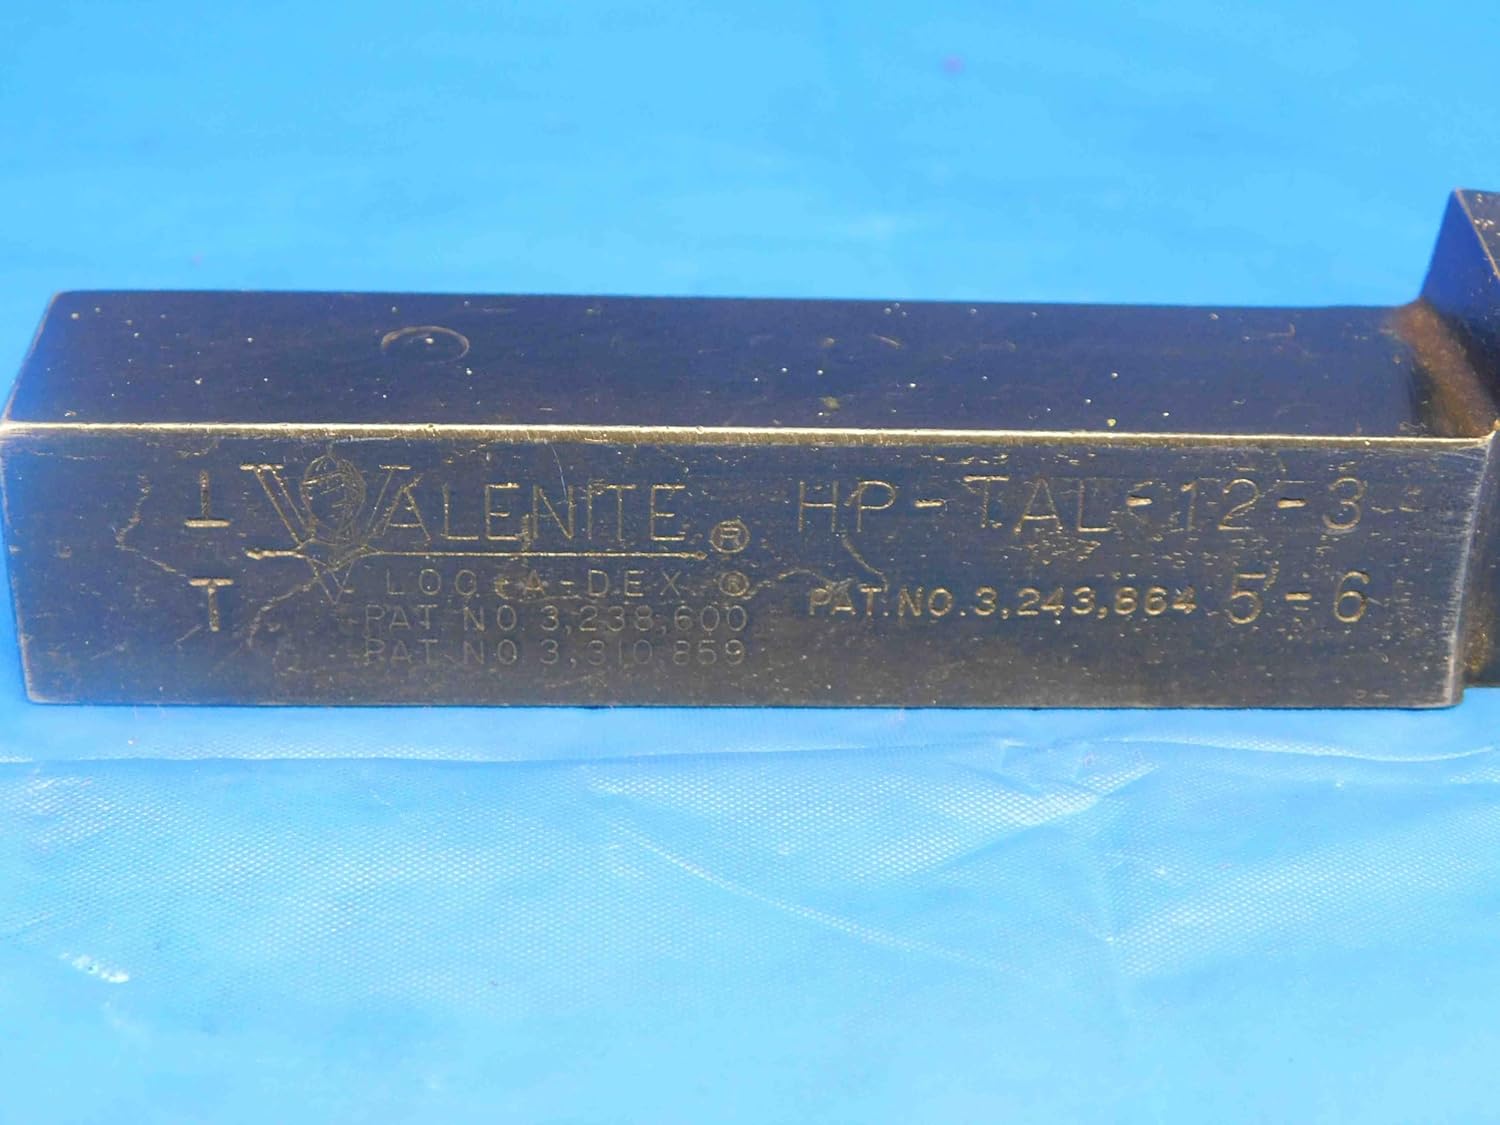 VALENITE ® HP-TAL-12-3
LOC-A-DEX ®
PAT. NO. 3,238,600
PAT. NO. 3,310,859
PAT. NO. 3,243,864 5-6